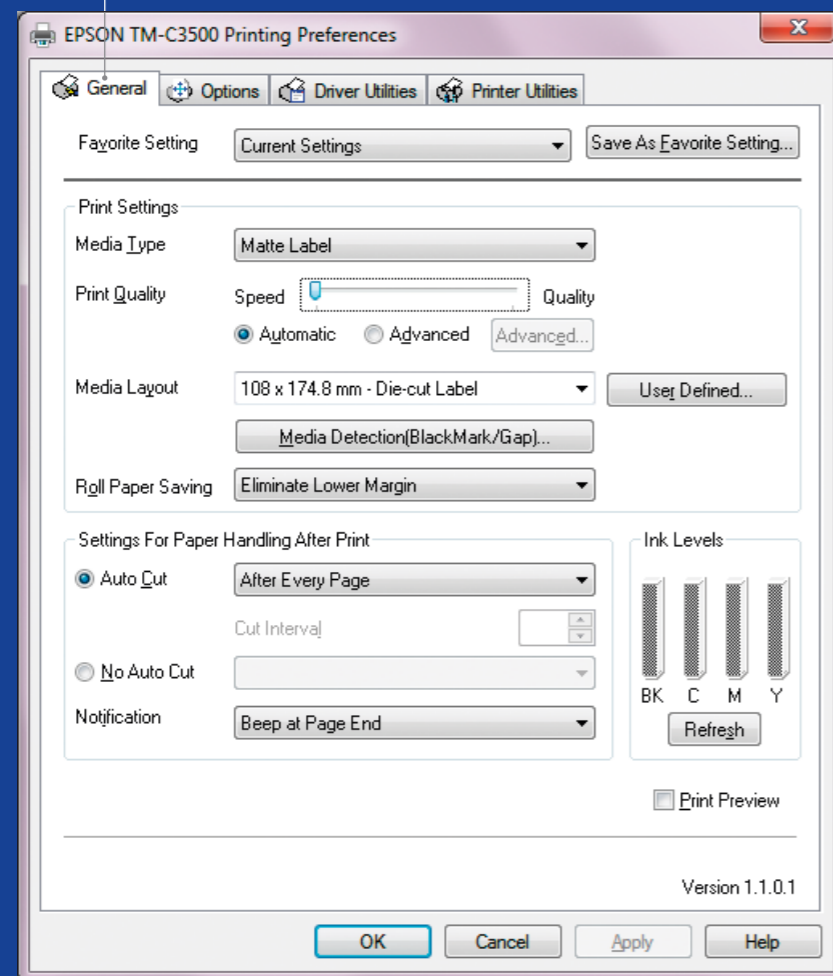 EPSON TM-C3500 Printing Preferences
General Options Driver Utilities Printer Utilities
Favorite Setting Current Settings Save As Favorite Setting...
Print Settings
Media Type Matte Label
Print Quality Speed Quality
Automatic Advanced Advanced...
Media Layout 108 x 174.8 mm - Die-cut Label User Defined...
Media Detection(BlackMark/Gap)...
Roll Paper Saving Eliminate Lower Margin
Settings For Paper Handling After Print Ink Levels
Auto Cut After Every Page
Cut Interval
No Auto Cut
BK C M Y
Notification Beep at Page End Refresh
Print Preview
Version 1.1.0.1
OK Cancel Apply Help